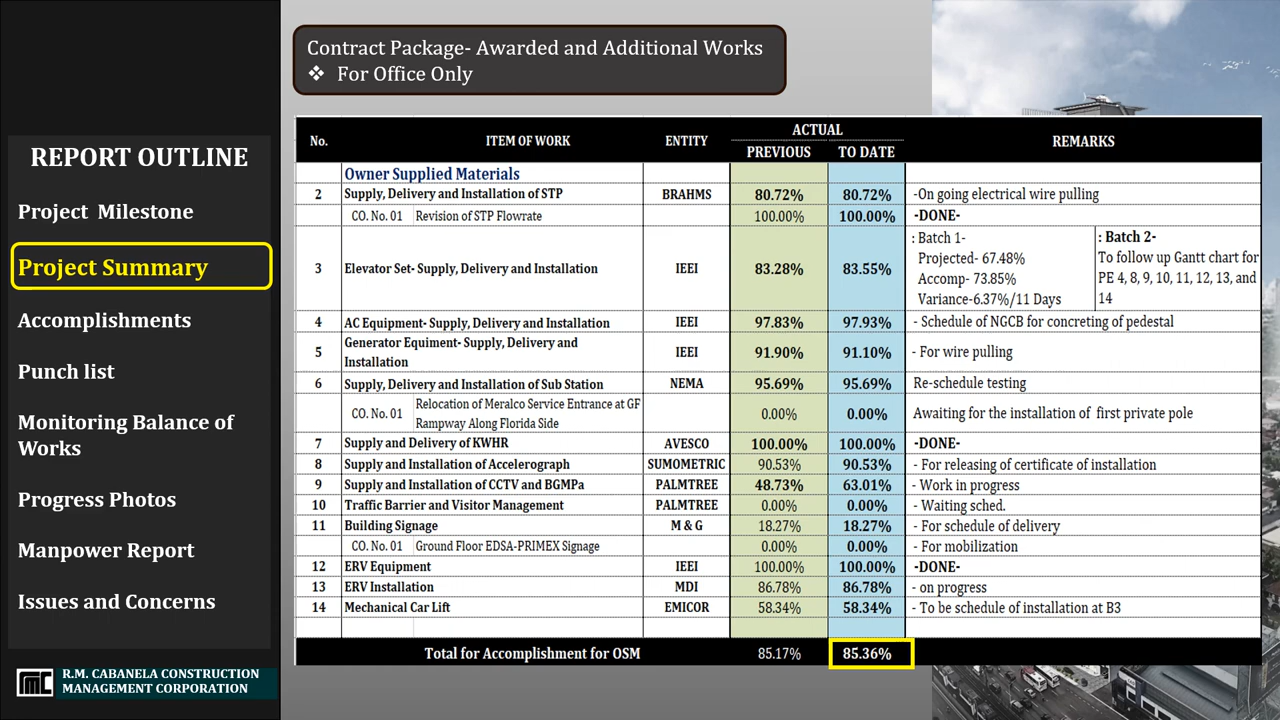 Contract Package- Awarded and Additional Works
❖ For Office Only
REPORT OUTLINE
Project Milestone
Project Summary
Accomplishments
Punch list
Monitoring Balance of
Works
Progress Photos
Manpower Report
Issues and Concerns
R.M. CABANELA CONSTRUCTION
MANAGEMENT CORPORATION
No. ITEM OF WORK ENTITY ACTUAL REMARKS
PREVIOUS TO DATE
Owner Supplied Materials
2 Supply, Delivery and Installation of STP BRAHMS 80.72% 80.72% -On going electrical wire pulling
CO. No. 01 Revision of STP Flowrate 100.00% 100.00% -DONE-
3 Elevator Set- Supply, Delivery and Installation IEEI 83.28% 83.55%
: Batch 1-
Projected- 67.48%
Accomp- 73.85%
Variance-6.37%/11 Days
: Batch 2-
To follow up Gantt chart for
PE 4, 8, 9, 10, 11, 12, 13, and
14
4 AC Equipment- Supply, Delivery and Installation IEEI 97.83% 97.93% - Schedule of NGCB for concreting of pedestal
5 Generator Equiment- Supply, Delivery and
Installation IEEI 91.90% 91.10% - For wire pulling
6 Supply, Delivery and Installation of Sub Station NEMA 95.69% 95.69% Re-schedule testing
CO. No. 01 Relocation of Meralco Service Entrance at GF
Rampway Along Florida Side 0.00% 0.00% Awaiting for the installation of first private pole
7 Supply and Delivery of KWHR AVESCO 100.00% 100.00% -DONE-
8 Supply and Installation of Accelerograph SUMOMETRIC 90.53% 90.53% - For releasing of certificate of installation
9 Supply and Installation of CCTV and BGMPa PALMTREE 48.73% 63.01% - Work in progress
10 Traffic Barrier and Visitor Management PALMTREE 0.00% 0.00% - Waiting sched.
11 Building Signage M & G 18.27% 18.27% - For schedule of delivery
CO. No. 01 Ground Floor EDSA-PRIMEX Signage 0.00% 0.00% - For mobilization
12 ERV Equipment IEEI 100.00% 100.00% -DONE-
13 ERV Installation MDI 86.78% 86.78% - on progress
14 Mechanical Car Lift EMICOR 58.34% 58.34% - To be schedule of installation at B3
Total for Accomplishment for OSM 85.17% 85.36%